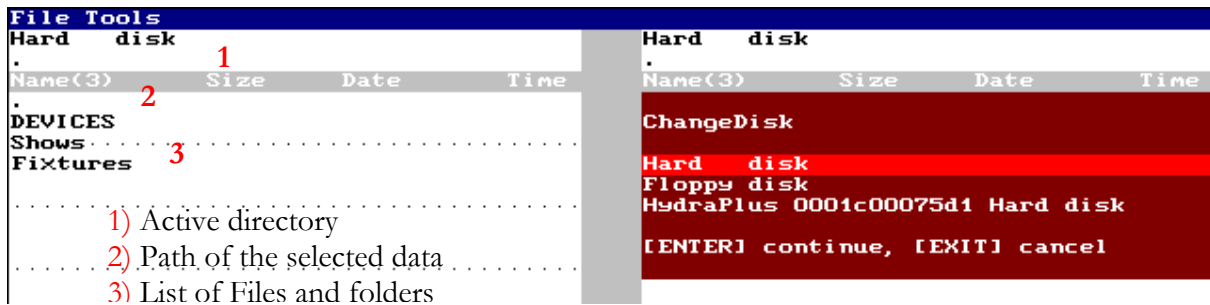 File Tools
Hard disk
1
.
Name(3) Size Date Time
2
.
DEVICES
Shows
3
Fixtures
1) Active directory
2) Path of the selected data
3) List of Files and folders
Hard disk
.
Name(3) Size Date Time
ChangeDisk
Hard disk
Floppy disk
HydraPlus 0001c00075d1 Hard disk
[ENTER] continue, [EXIT] cancel